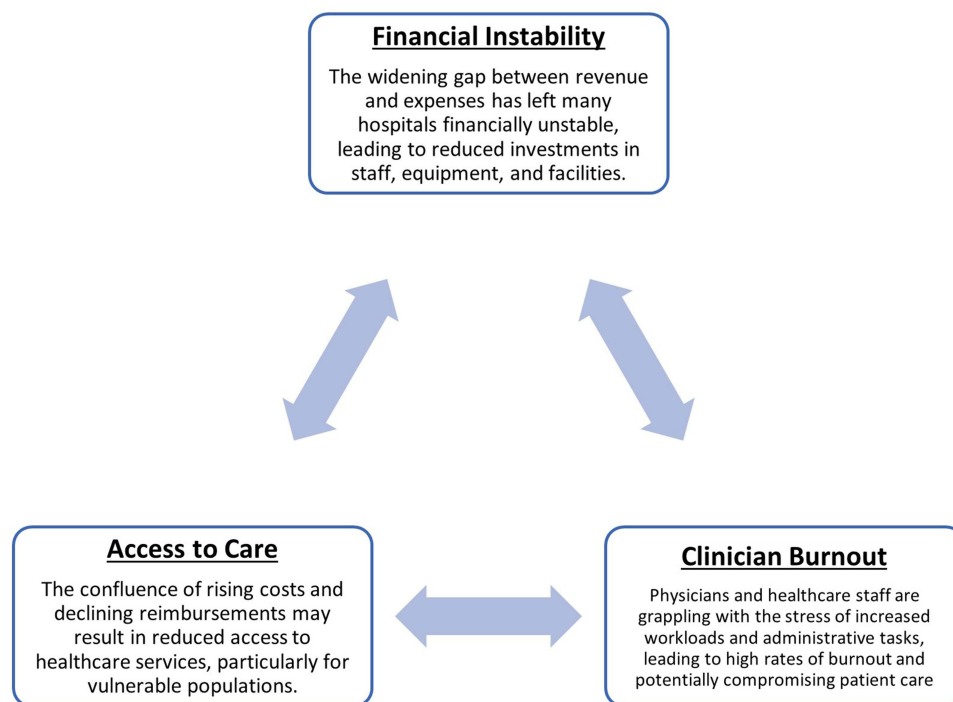 Financial Instability
The widening gap between revenue
and expenses has left many
hospitals financially unstable,
leading to reduced investments in
staff, equipment, and facilities.
Access to Care
The confluence of rising costs and
declining reimbursements may
result in reduced access to
healthcare services, particularly for
vulnerable populations.
Clinician Burnout
Physicians and healthcare staff are
grappling with the stress of increased
workloads and administrative tasks,
leading to high rates of burnout and
potentially compromising patient care